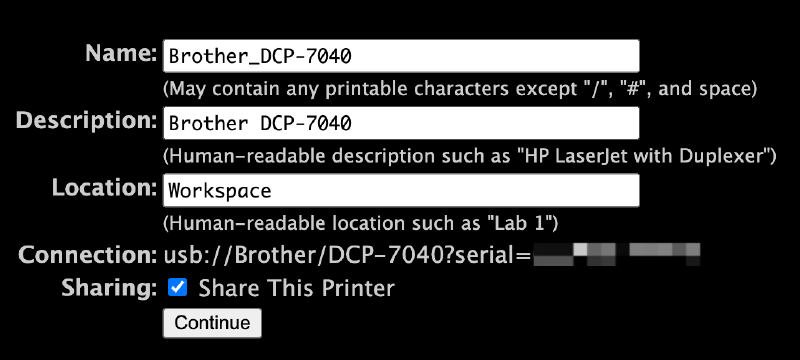 Name: Brother_DCP-7040
(May contain any printable characters except "/", "#", and space)
Description: Brother DCP-7040
(Human-readable description such as "HP LaserJet with Duplexer")
Location: Workspace
(Human-readable location such as "Lab 1")
Connection: usb://Brother/DCP-7040?serial=
Sharing: Share This Printer
Continue